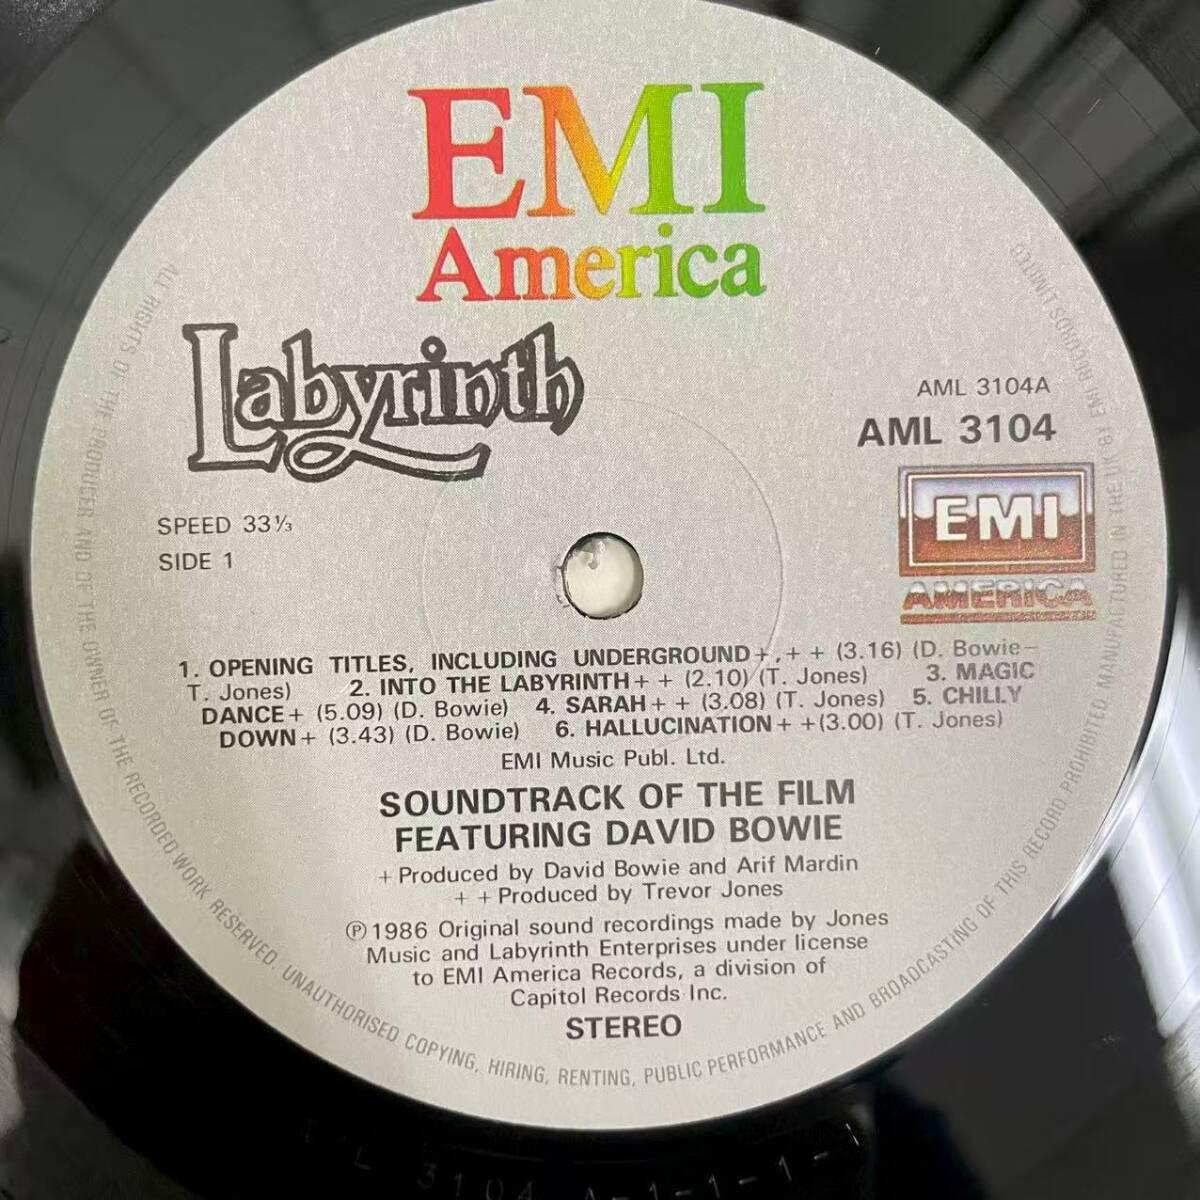 EMI
America
Labyrinth
AML 3104A
AML 3104
EMI
AMERICA
SPEED 33⅓
SIDE 1
1. OPENING TITLES, INCLUDING UNDERGROUND+,++ (3.16) (D. Bowie–
T. Jones) 2. INTO THE LABYRINTH++ (2.10) (T. Jones) 3. MAGIC
DANCE+ (5.09) (D. Bowie) 4. SARAH++ (3.08) (T. Jones) 5. CHILLY
DOWN+ (3.43) (D. Bowie) 6. HALLUCINATION++(3.00) (T. Jones)
EMI Music Publ. Ltd.
SOUNDTRACK OF THE FILM
FEATURING DAVID BOWIE
+ Produced by David Bowie and Arif Mardin
++ Produced by Trevor Jones
℗ 1986 Original sound recordings made by Jones
Music and Labyrinth Enterprises under license
to EMI America Records, a division of
Capitol Records Inc.
STEREO
ALL RIGHTS OF THE PRODUCER AND OF THE OWNER OF THE RECORDED WORK RESERVED. UNAUTHORISED COPYING, HIRING, RENTING, PUBLIC PERFORMANCE AND BROADCASTING OF THIS RECORD PROHIBITED. MANUFACTURED IN THE UK BY EMI RECORDS LIMITED
L 3104 A-1-1-1-1